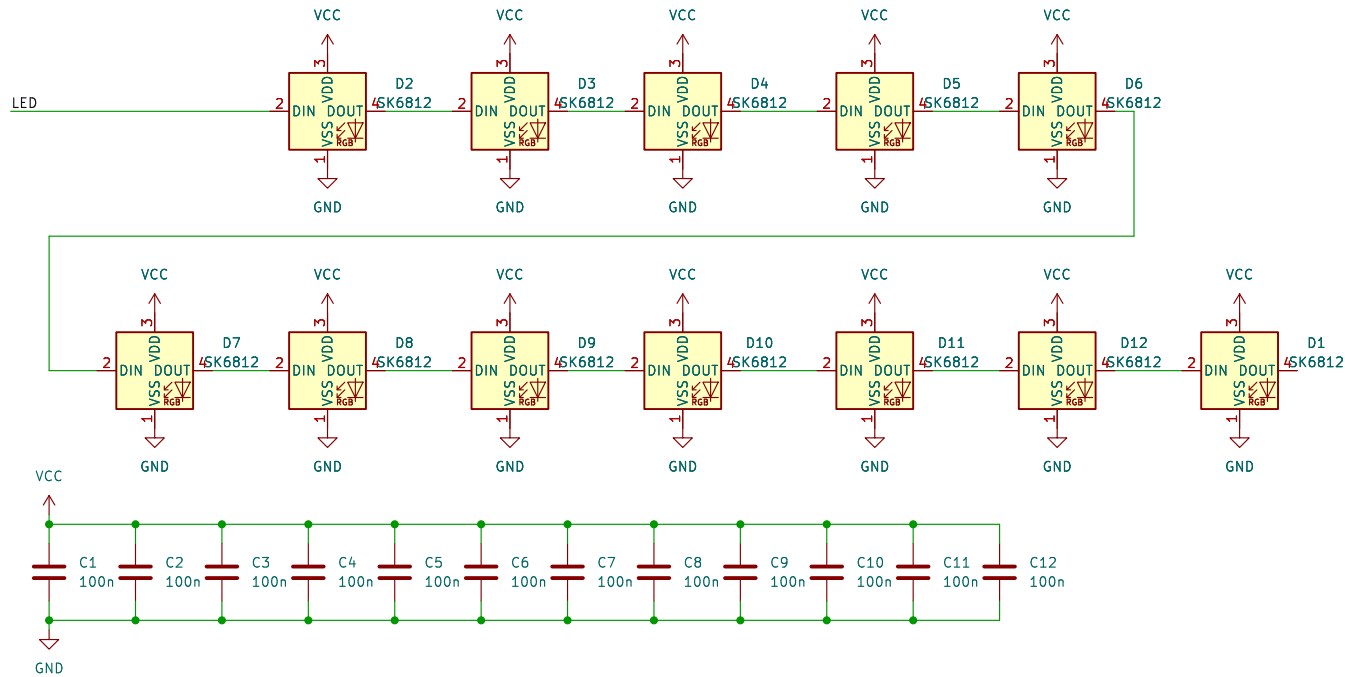 VCC VCC VCC VCC VCC
3 3 3 3 3
D2 D3 D4 D5 D6
SK6812 SK6812 SK6812 SK6812 SK6812
LED 2 DIN VDD DOUT 4 2 DIN VDD DOUT 4 2 DIN VDD DOUT 4 2 DIN VDD DOUT 4 2 DIN VDD DOUT 4
VSS RGB VSS RGB VSS RGB VSS RGB VSS RGB
1 1 1 1 1
GND GND GND GND GND
VCC VCC VCC VCC VCC VCC VCC
3 3 3 3 3 3 3
D7 D8 D9 D10 D11 D12 D1
SK6812 SK6812 SK6812 SK6812 SK6812 SK6812 SK6812
2 DIN VDD DOUT 4 2 DIN VDD DOUT 4 2 DIN VDD DOUT 4 2 DIN VDD DOUT 4 2 DIN VDD DOUT 4 2 DIN VDD DOUT 4 2 DIN VDD DOUT 4
VSS RGB VSS RGB VSS RGB VSS RGB VSS RGB VSS RGB VSS RGB
1 1 1 1 1 1 1
GND GND GND GND GND GND GND
VCC
C1 C2 C3 C4 C5 C6 C7 C8 C9 C10 C11 C12
100n 100n 100n 100n 100n 100n 100n 100n 100n 100n 100n 100n
GND